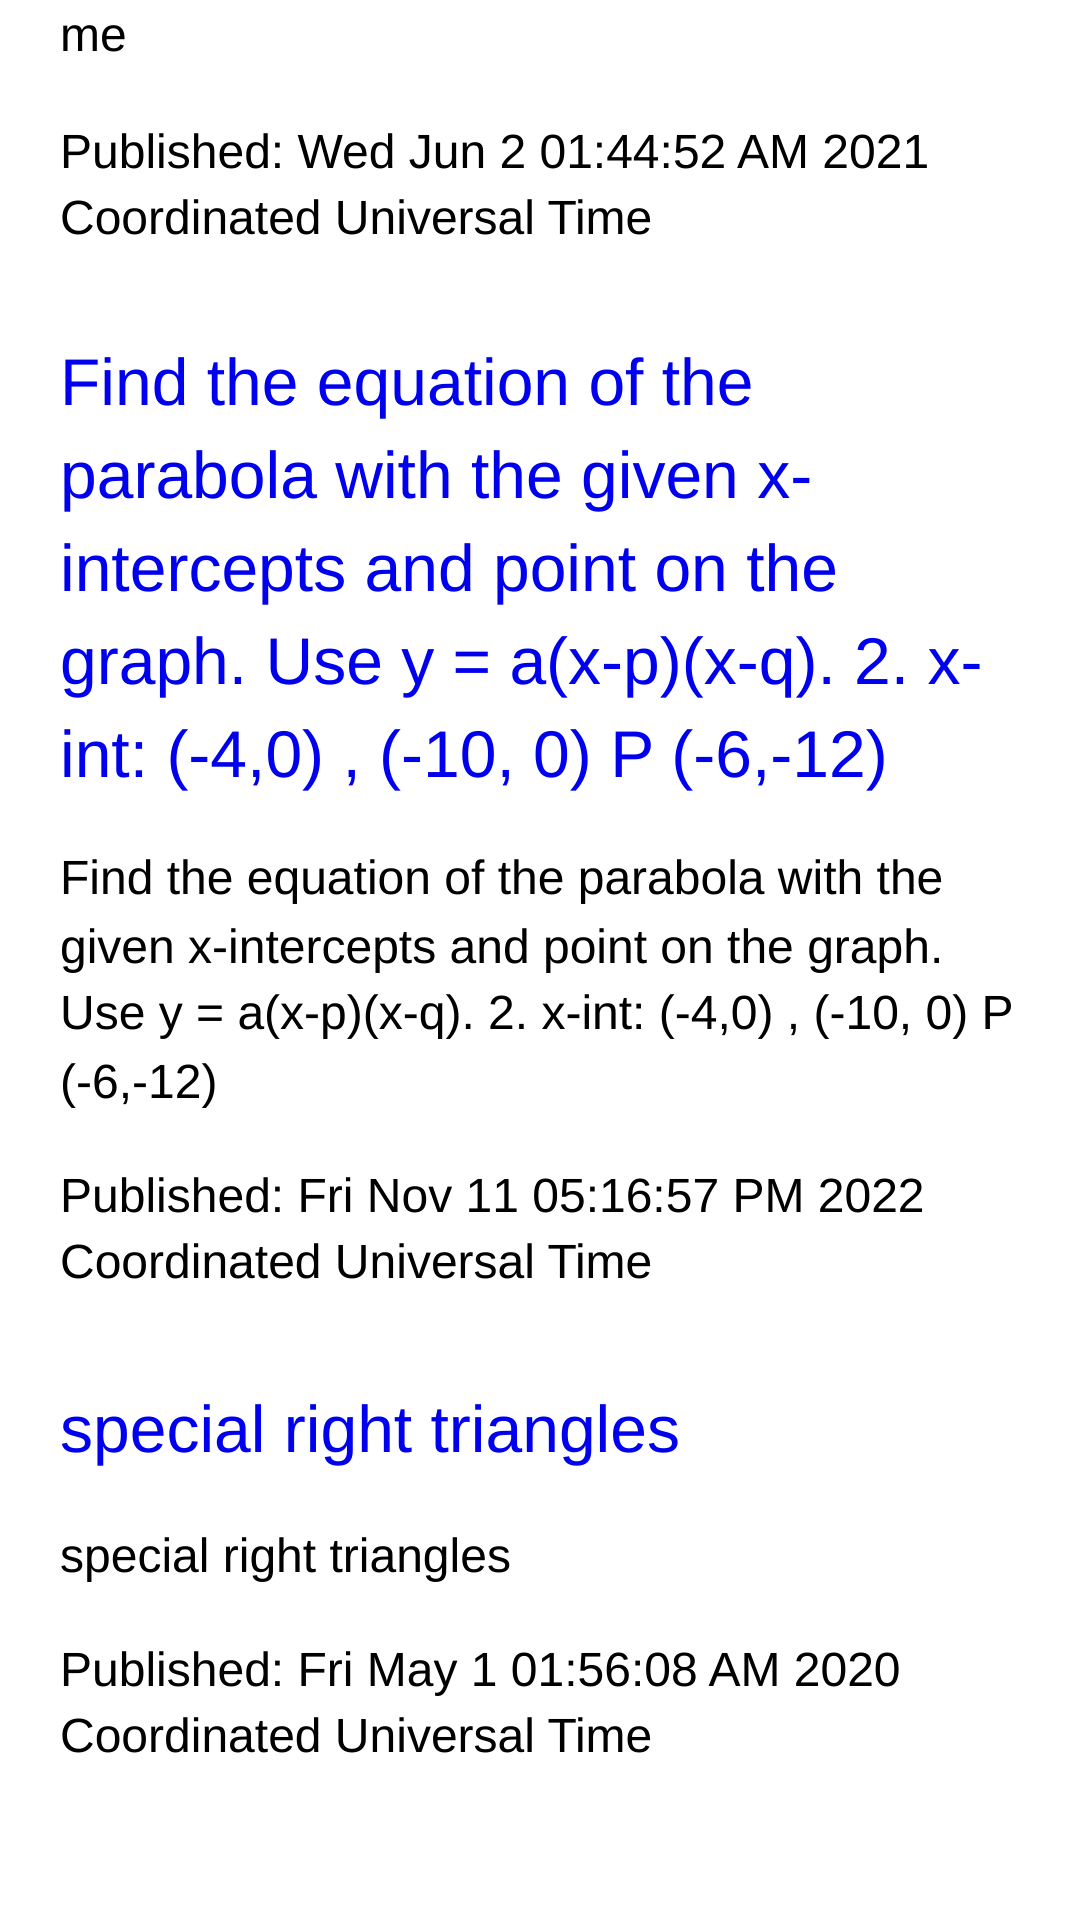 me
Published: Wed Jun 2 01:44:52 AM 2021
Coordinated Universal Time
Find the equation of the
parabola with the given x-
intercepts and point on the
graph. Use y = a(x-p)(x-q). 2. x-
int: (-4,0) , (-10, 0) P (-6,-12)
Find the equation of the parabola with the
given x-intercepts and point on the graph.
Use y = a(x-p)(x-q). 2. x-int: (-4,0) , (-10, 0) P
(-6,-12)
Published: Fri Nov 11 05:16:57 PM 2022
Coordinated Universal Time
special right triangles
special right triangles
Published: Fri May 1 01:56:08 AM 2020
Coordinated Universal Time